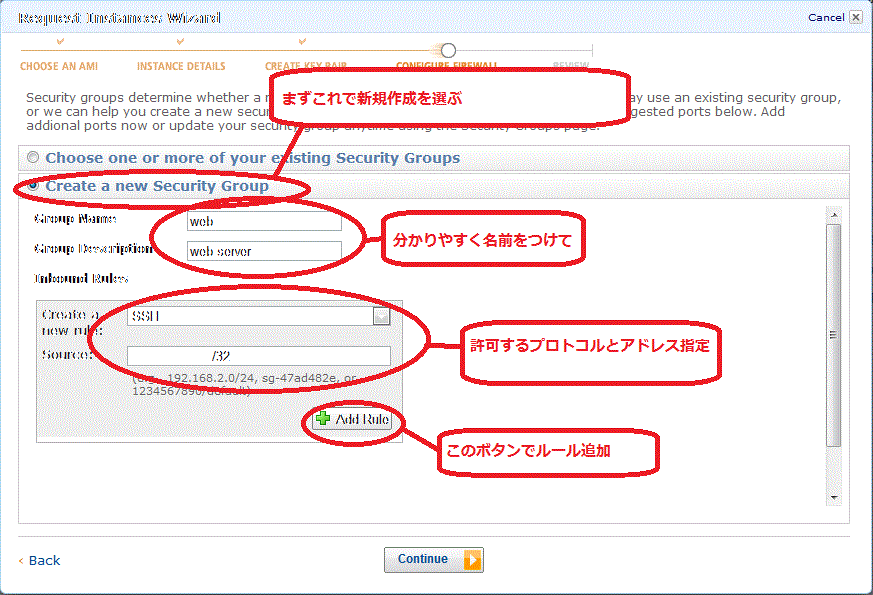 Request Instances Wizard
Cancel
CHOOSE AN AMI
INSTANCE DETAILS
CREATE KEY PAIR
CONFIGURE FIREWALL
REVIEW
まずこれで新規作成を選ぶ
Security groups determine whether a may use an existing security group,
or we can help you create a new suggested ports below. Add
addional ports now or update your security group anytime using the Security Groups page.
Choose one or more of your existing Security Groups
Create a new Security Group
Group Name
web
Group Description
web server
分かりやすく名前をつけて
Inbound Rules
Create a
new rule:
SSH
Source:
/32
許可するプロトコルとアドレス指定
(e.g., 192.168.2.0/24, sg-47ad482e, or
1234567890/default)
Add Rule
このボタンでルール追加
< Back
Continue